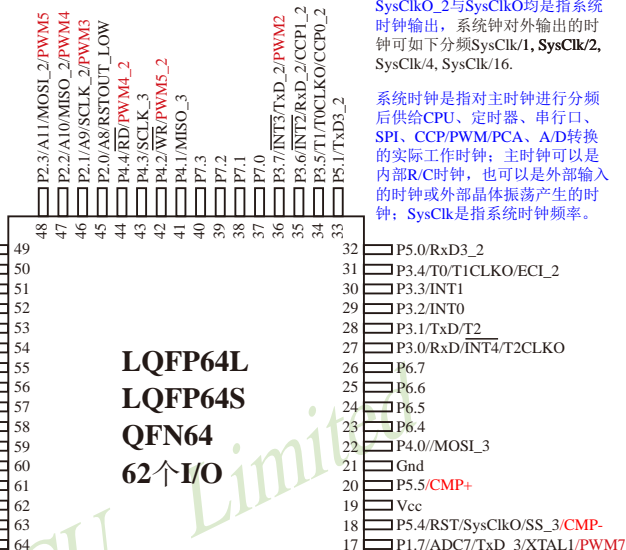 SysClkO_2与SysClkO均是指系统
时钟输出，系统钟对外输出的时
钟可如下分频SysClk/1, SysClk/2,
SysClk/4, SysClk/16.
系统时钟是指对主时钟进行分频
后供给CPU、定时器、串行口、
SPI、CCP/PWM/PCA、A/D转换
的实际工作时钟；主时钟可以是
内部R/C时钟，也可以是外部输入
的时钟或外部晶体振荡产生的时
钟；SysClk是指系统时钟频率。
P2.3/A11/MOSI_2/PWM5
P2.2/A10/MISO_2/PWM4
P2.1/A9/SCLK_2/PWM3
P2.0/A8/RSTOUT_LOW
P4.4/RD/PWM4_2
P4.3/SCLK_3
P4.2/WR/PWM5_2
P4.1/MISO_3
P7.3
P7.2
P7.1
P7.0
P3.7/INT3/TxD_2/PWM2
P3.6/INT2/RxD_2/CCP1_2
P3.5/T1/T0CLKO/CCP0_2
P5.1/TxD3_2
48
47
46
45
44
43
42
41
40
39
38
37
36
35
34
33
49
50
51
52
53
54
55
56
57
58
59
60
61
62
63
64
LQFP64L
LQFP64S
QFN64
62个I/O
32 P5.0/RxD3_2
31 P3.4/T0/T1CLKO/ECI_2
30 P3.3/INT1
29 P3.2/INT0
28 P3.1/TxD/T2
27 P3.0/RxD/INT4/T2CLKO
26 P6.7
25 P6.6
24 P6.5
23 P6.4
22 P4.0//MOSI_3
21 Gnd
20 P5.5/CMP+
19 Vcc
18 P5.4/RST/SysClkO/SS_3/CMP-
17 P1.7/ADC7/TxD_3/XTAL1/PWM7
Limited